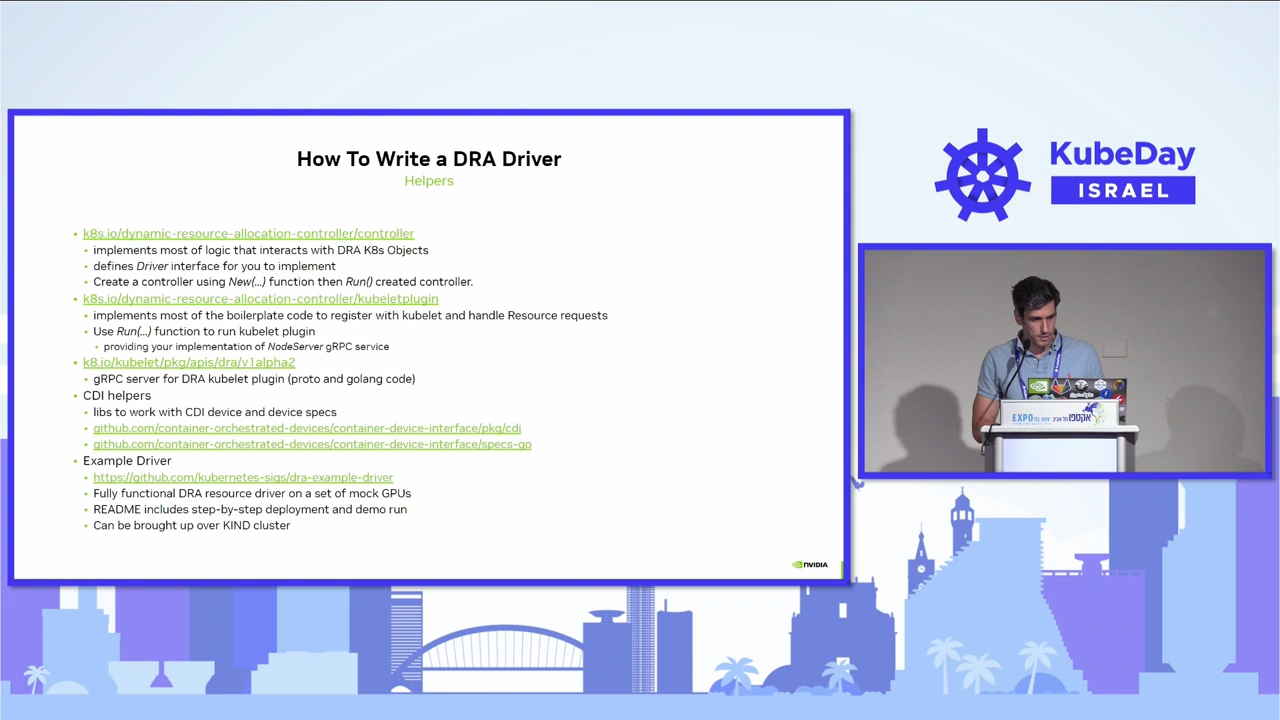 How To Write a DRA Driver
Helpers
• k8s.io/dynamic-resource-allocation-controller/controller
• implements most of logic that interacts with DRA K8s Objects
• defines Driver interface for you to implement
• Create a controller using New(...) function then Run() created controller.
• k8s.io/dynamic-resource-allocation-controller/kubeletplugin
• implements most of the boilerplate code to register with kubelet and handle Resource requests
• Use Run(...) function to run kubelet plugin
• providing your implementation of NodeServer gRPC service
• k8.io/kubelet/pkg/apis/dra/v1alpha2
• gRPC server for DRA kubelet plugin (proto and golang code)
• CDI helpers
• libs to work with CDI device and device specs
• github.com/container-orchestrated-devices/container-device-interface/pkg/cdi
• github.com/container-orchestrated-devices/container-device-interface/specs-go
• Example Driver
• https://github.com/kubernetes-sigs/dra-example-driver
• Fully functional DRA resource driver on a set of mock GPUs
• README includes step-by-step deployment and demo run
• Can be brought up over KIND cluster
NVIDIA
KubeDay
ISRAEL
EXPO TEL AVIV אקספו תל אביב